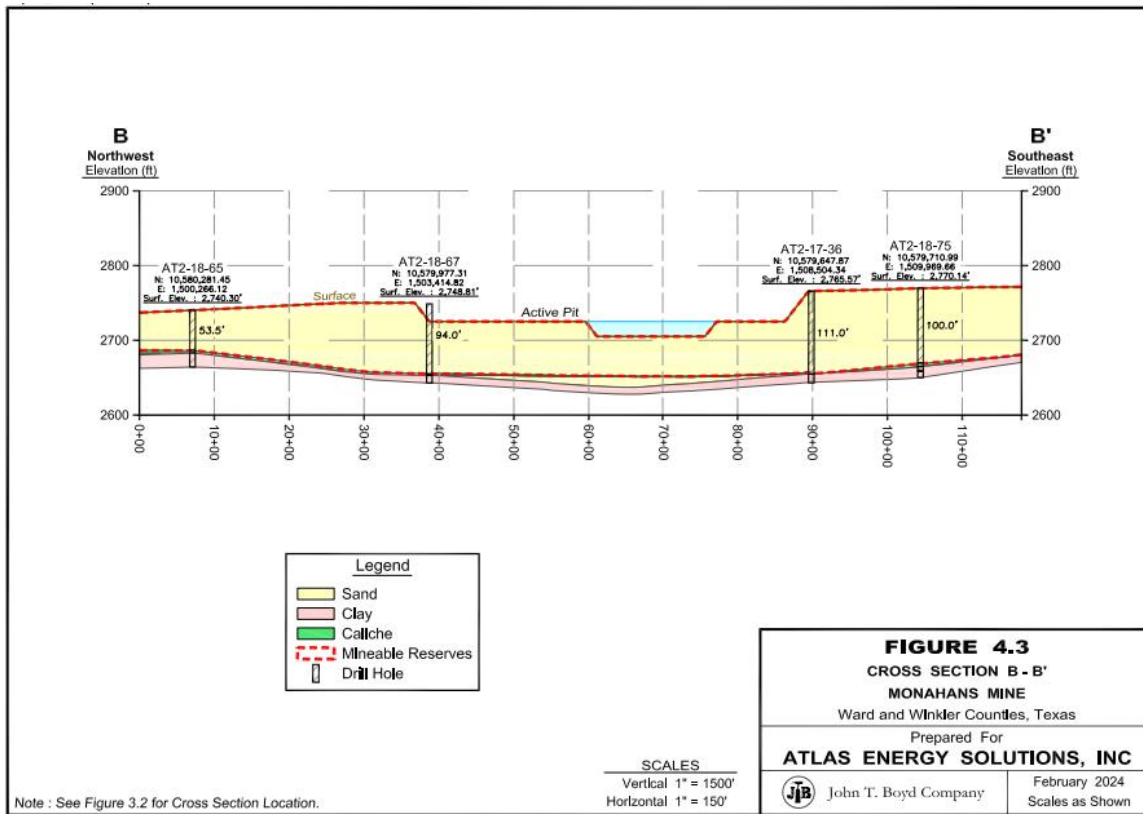 B
Northwest
Elevation (ft)
B'
Southeast
Elevation (ft)
2900
2800
2700
2600
2900
2800
2700
2600
AT2-18-65
N: 10,580,281.45
E: 1,500,266.12
Surf. Elev. : 2,740.30'
53.5'
Surface
AT2-18-67
N: 10,579,977.31
E: 1,503,414.82
Surf. Elev. : 2,748.81'
94.0'
Active Pit
AT2-17-36
N: 10,579,647.87
E: 1,508,504.34
Surf. Elev. : 2,765.57'
111.0'
AT2-18-75
N: 10,579,710.99
E: 1,509,969.66
Surf. Elev. : 2,770.14'
100.0'
0+00
10+00
20+00
30+00
40+00
50+00
60+00
70+00
80+00
90+00
100+00
110+00
Legend
Sand
Clay
Caliche
Mineable Reserves
Drill Hole
SCALES
Vertical 1" = 1500'
Horizontal 1" = 150'
Note : See Figure 3.2 for Cross Section Location.
FIGURE 4.3
CROSS SECTION B - B'
MONAHANS MINE
Ward and Winkler Counties, Texas
Prepared For
ATLAS ENERGY SOLUTIONS, INC
JTB John T. Boyd Company
February 2024
Scales as Shown